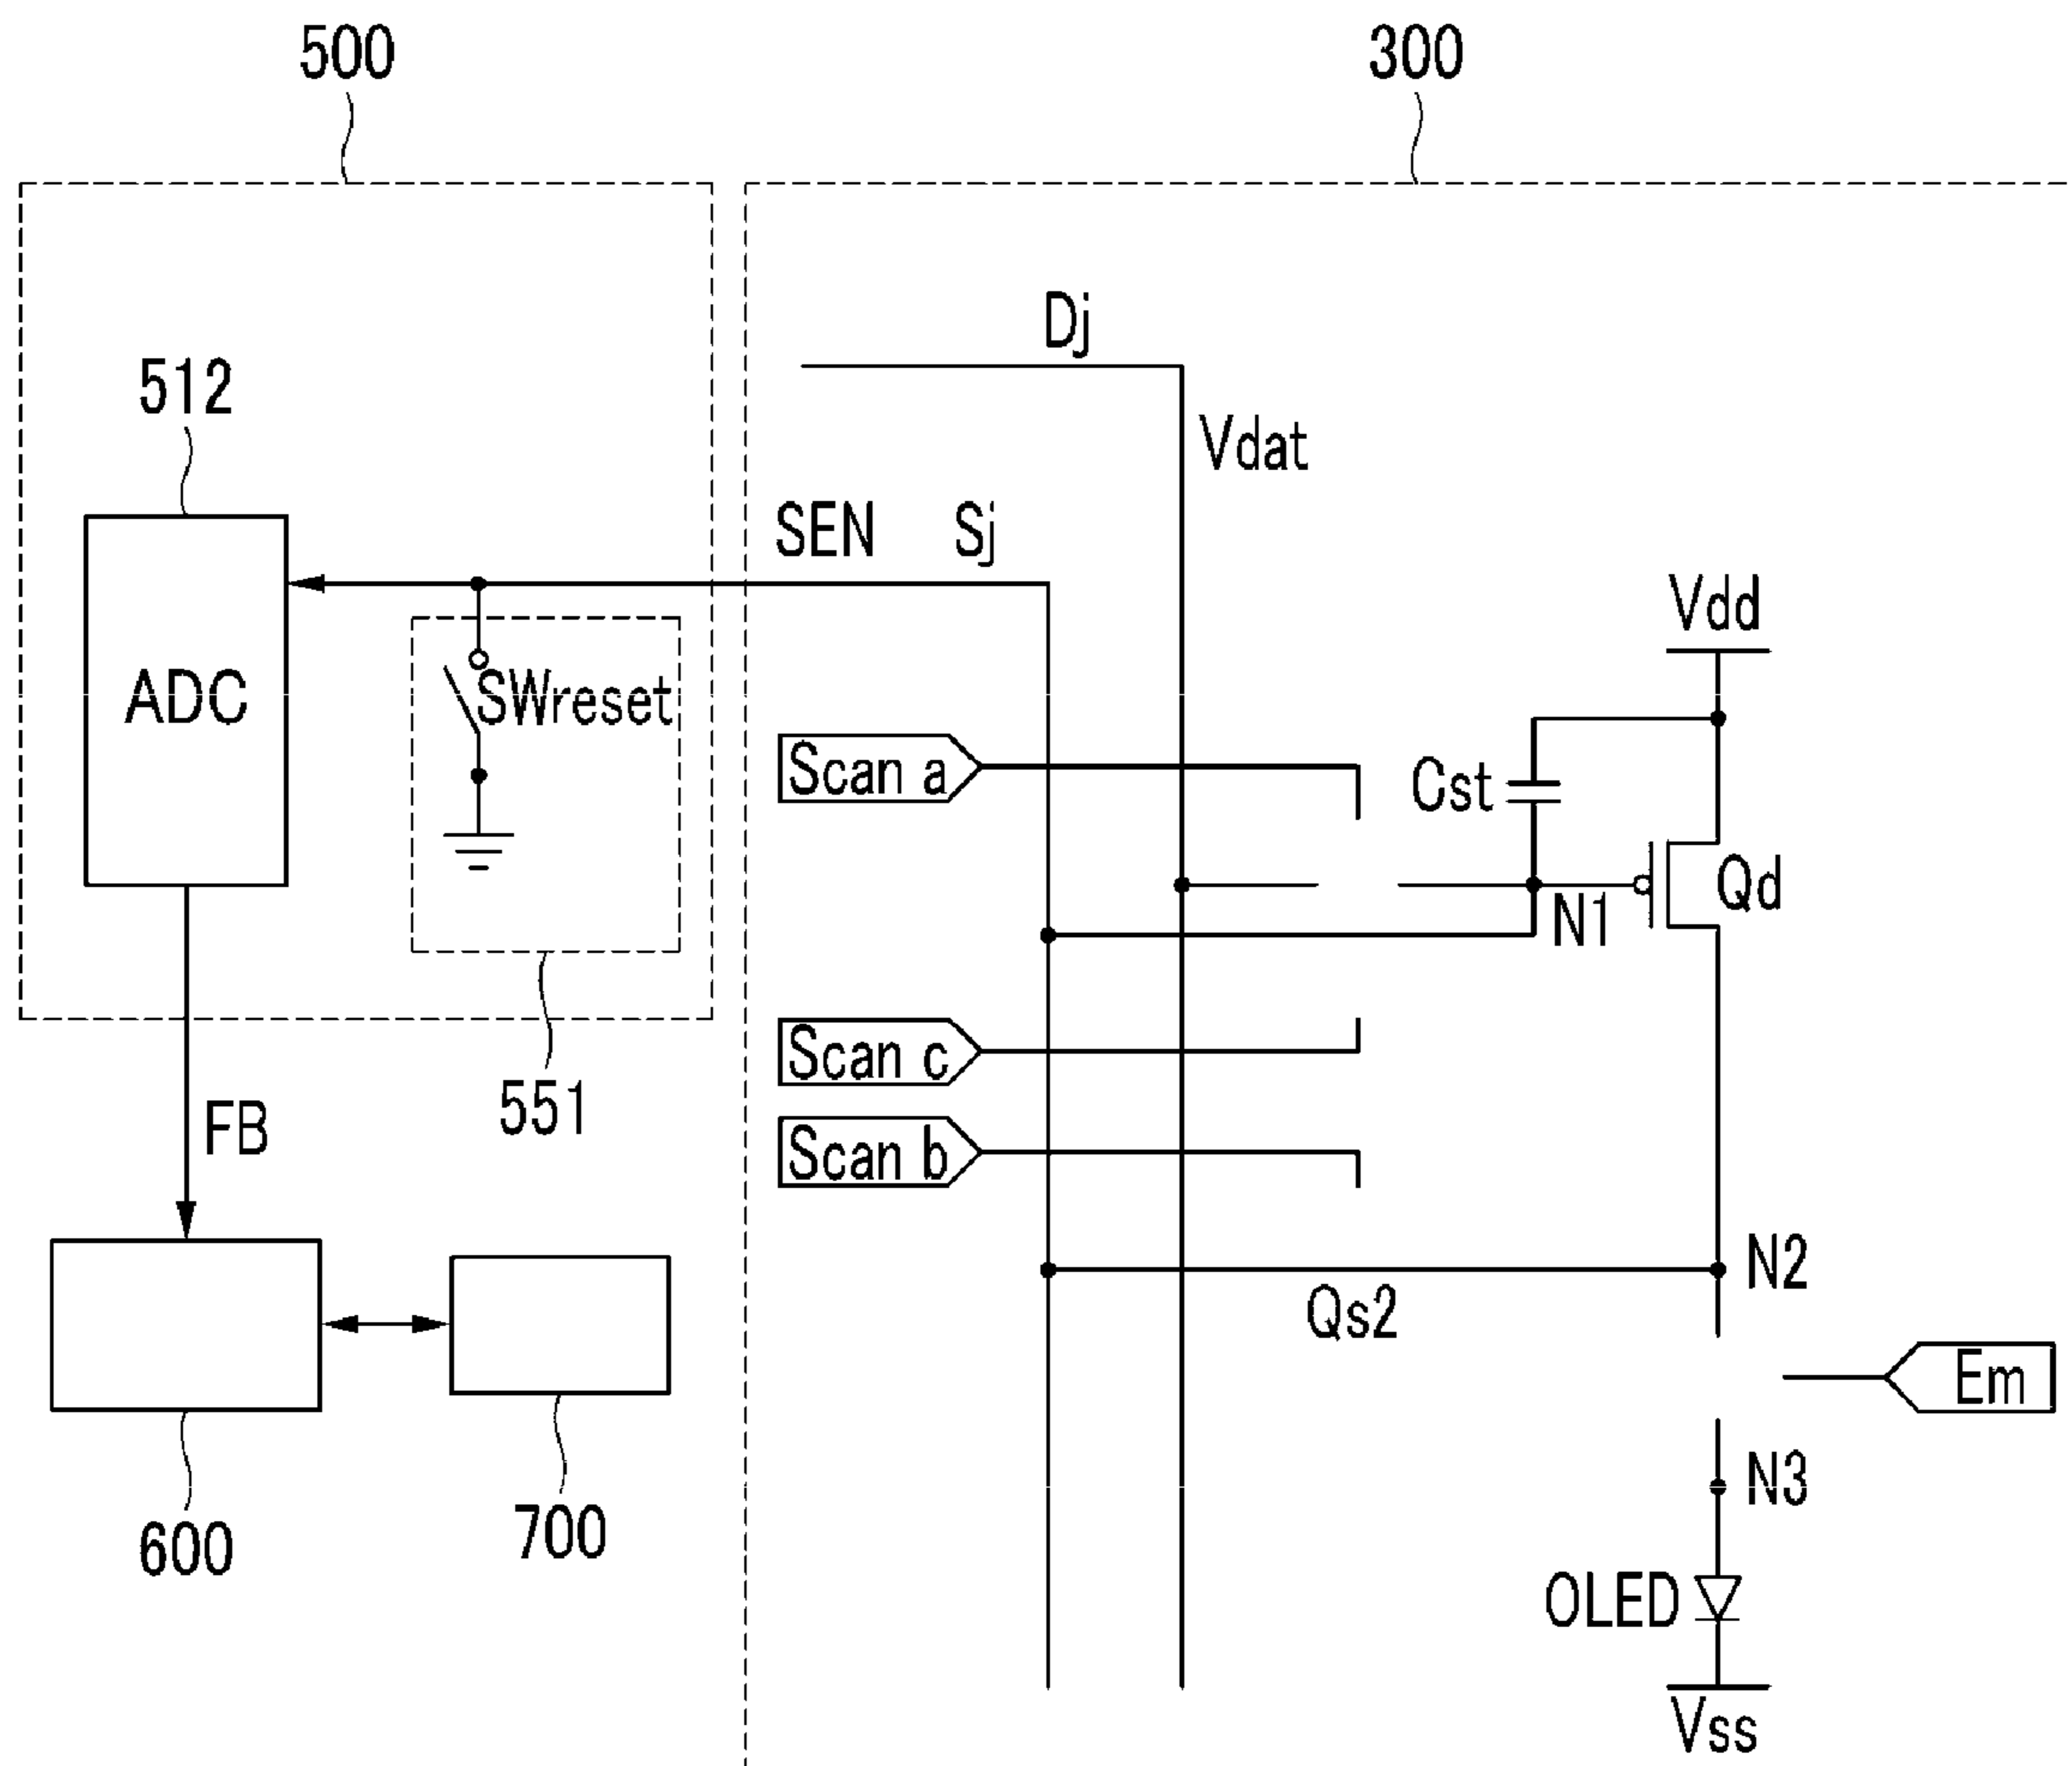 500
300
Dj
512
Vdat
SEN
Sj
Vdd
ADC
SWreset
Scan a
Cst
Qd
N1
Scan c
551
FB
Scan b
N2
Qs2
Em
N3
600
700
OLED
Vss